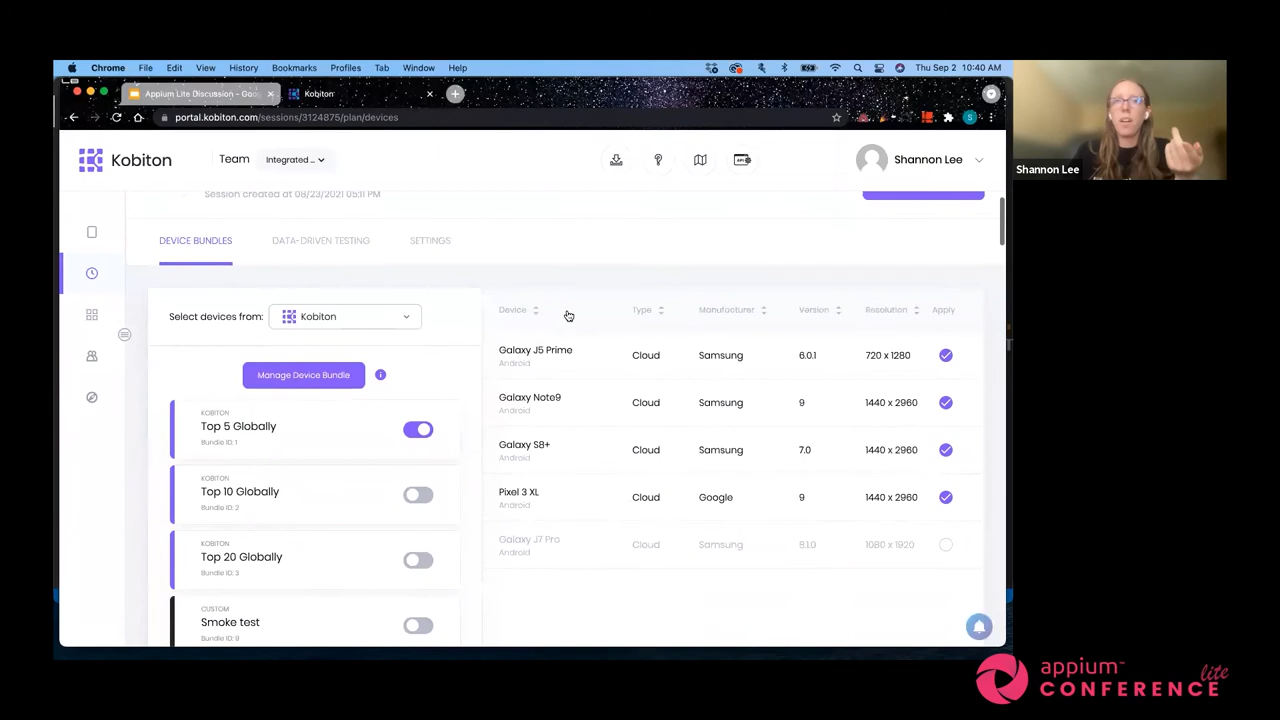 Chrome File Edit View History Bookmarks Profiles Tab Window Help Thu Sep 2 10:40 AM
Appium Lite Discussion – Goo Kobiton
portal.kobiton.com/sessions/3124875/plan/devices
S
Kobiton Team Integrated ... API Shannon Lee
Shannon Lee
Session created at 08/23/2021 05:11 PM
DEVICE BUNDLES DATA-DRIVEN TESTING SETTINGS
Select devices from: Kobiton
Manage Device Bundle i
KOBITON
Top 5 Globally
Bundle ID: 1
KOBITON
Top 10 Globally
Bundle ID: 2
KOBITON
Top 20 Globally
Bundle ID: 3
CUSTOM
Smoke test
Bundle ID: 9
Device Type Manufacturer Version Resolution Apply
Galaxy J5 Prime Cloud Samsung 6.0.1 720 x 1280
Android
Galaxy Note9 Cloud Samsung 9 1440 x 2960
Android
Galaxy S8+ Cloud Samsung 7.0 1440 x 2960
Android
Pixel 3 XL Cloud Google 9 1440 x 2960
Android
Galaxy J7 Pro Cloud Samsung 8.1.0 1080 x 1920
Android
appium™ lite
CONFERENCE